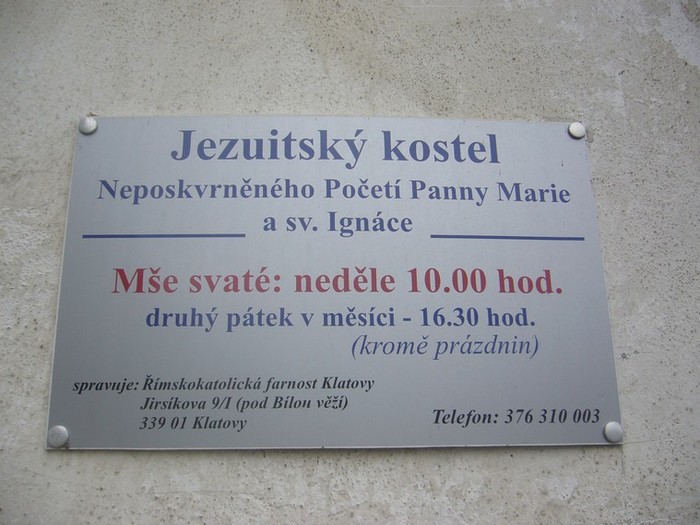 Jezuitský kostel
Neposkvrněného Početí Panny Marie
a sv. Ignáce
Mše svaté: neděle 10.00 hod.
druhý pátek v měsíci - 16.30 hod.
(kromě prázdnin)
spravuje: Římskokatolická farnost Klatovy
Jirsíkova 9/I (pod Bílou věží)
339 01 Klatovy
Telefon: 376 310 003